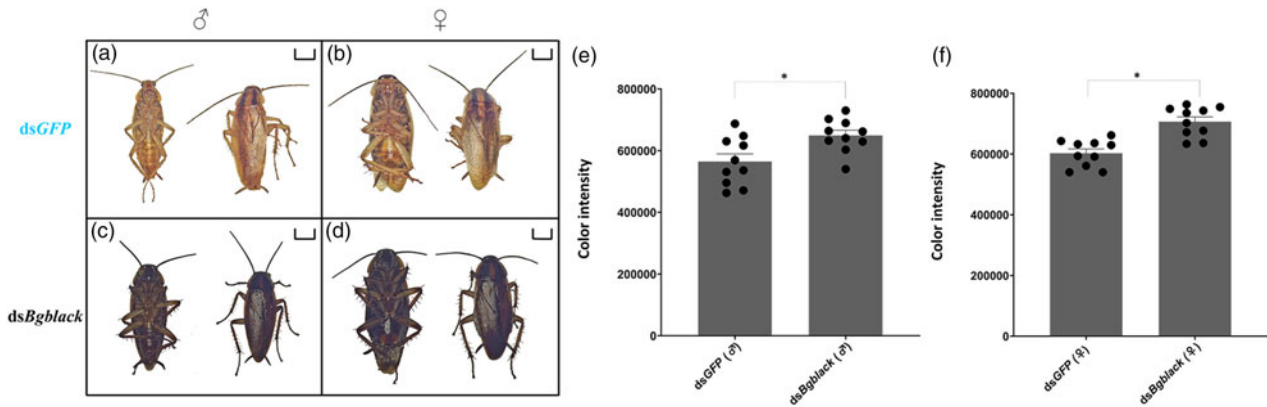 ♂ ♀
(a) (b)
dsGFP
(c) (d)
dsBgblack
(e)
*
800000
600000
400000
200000
0
Color intensity
dsGFP (♂) dsBgblack (♂)
(f)
*
800000
600000
400000
200000
0
Color intensity
dsGFP (♀) dsBgblack (♀)